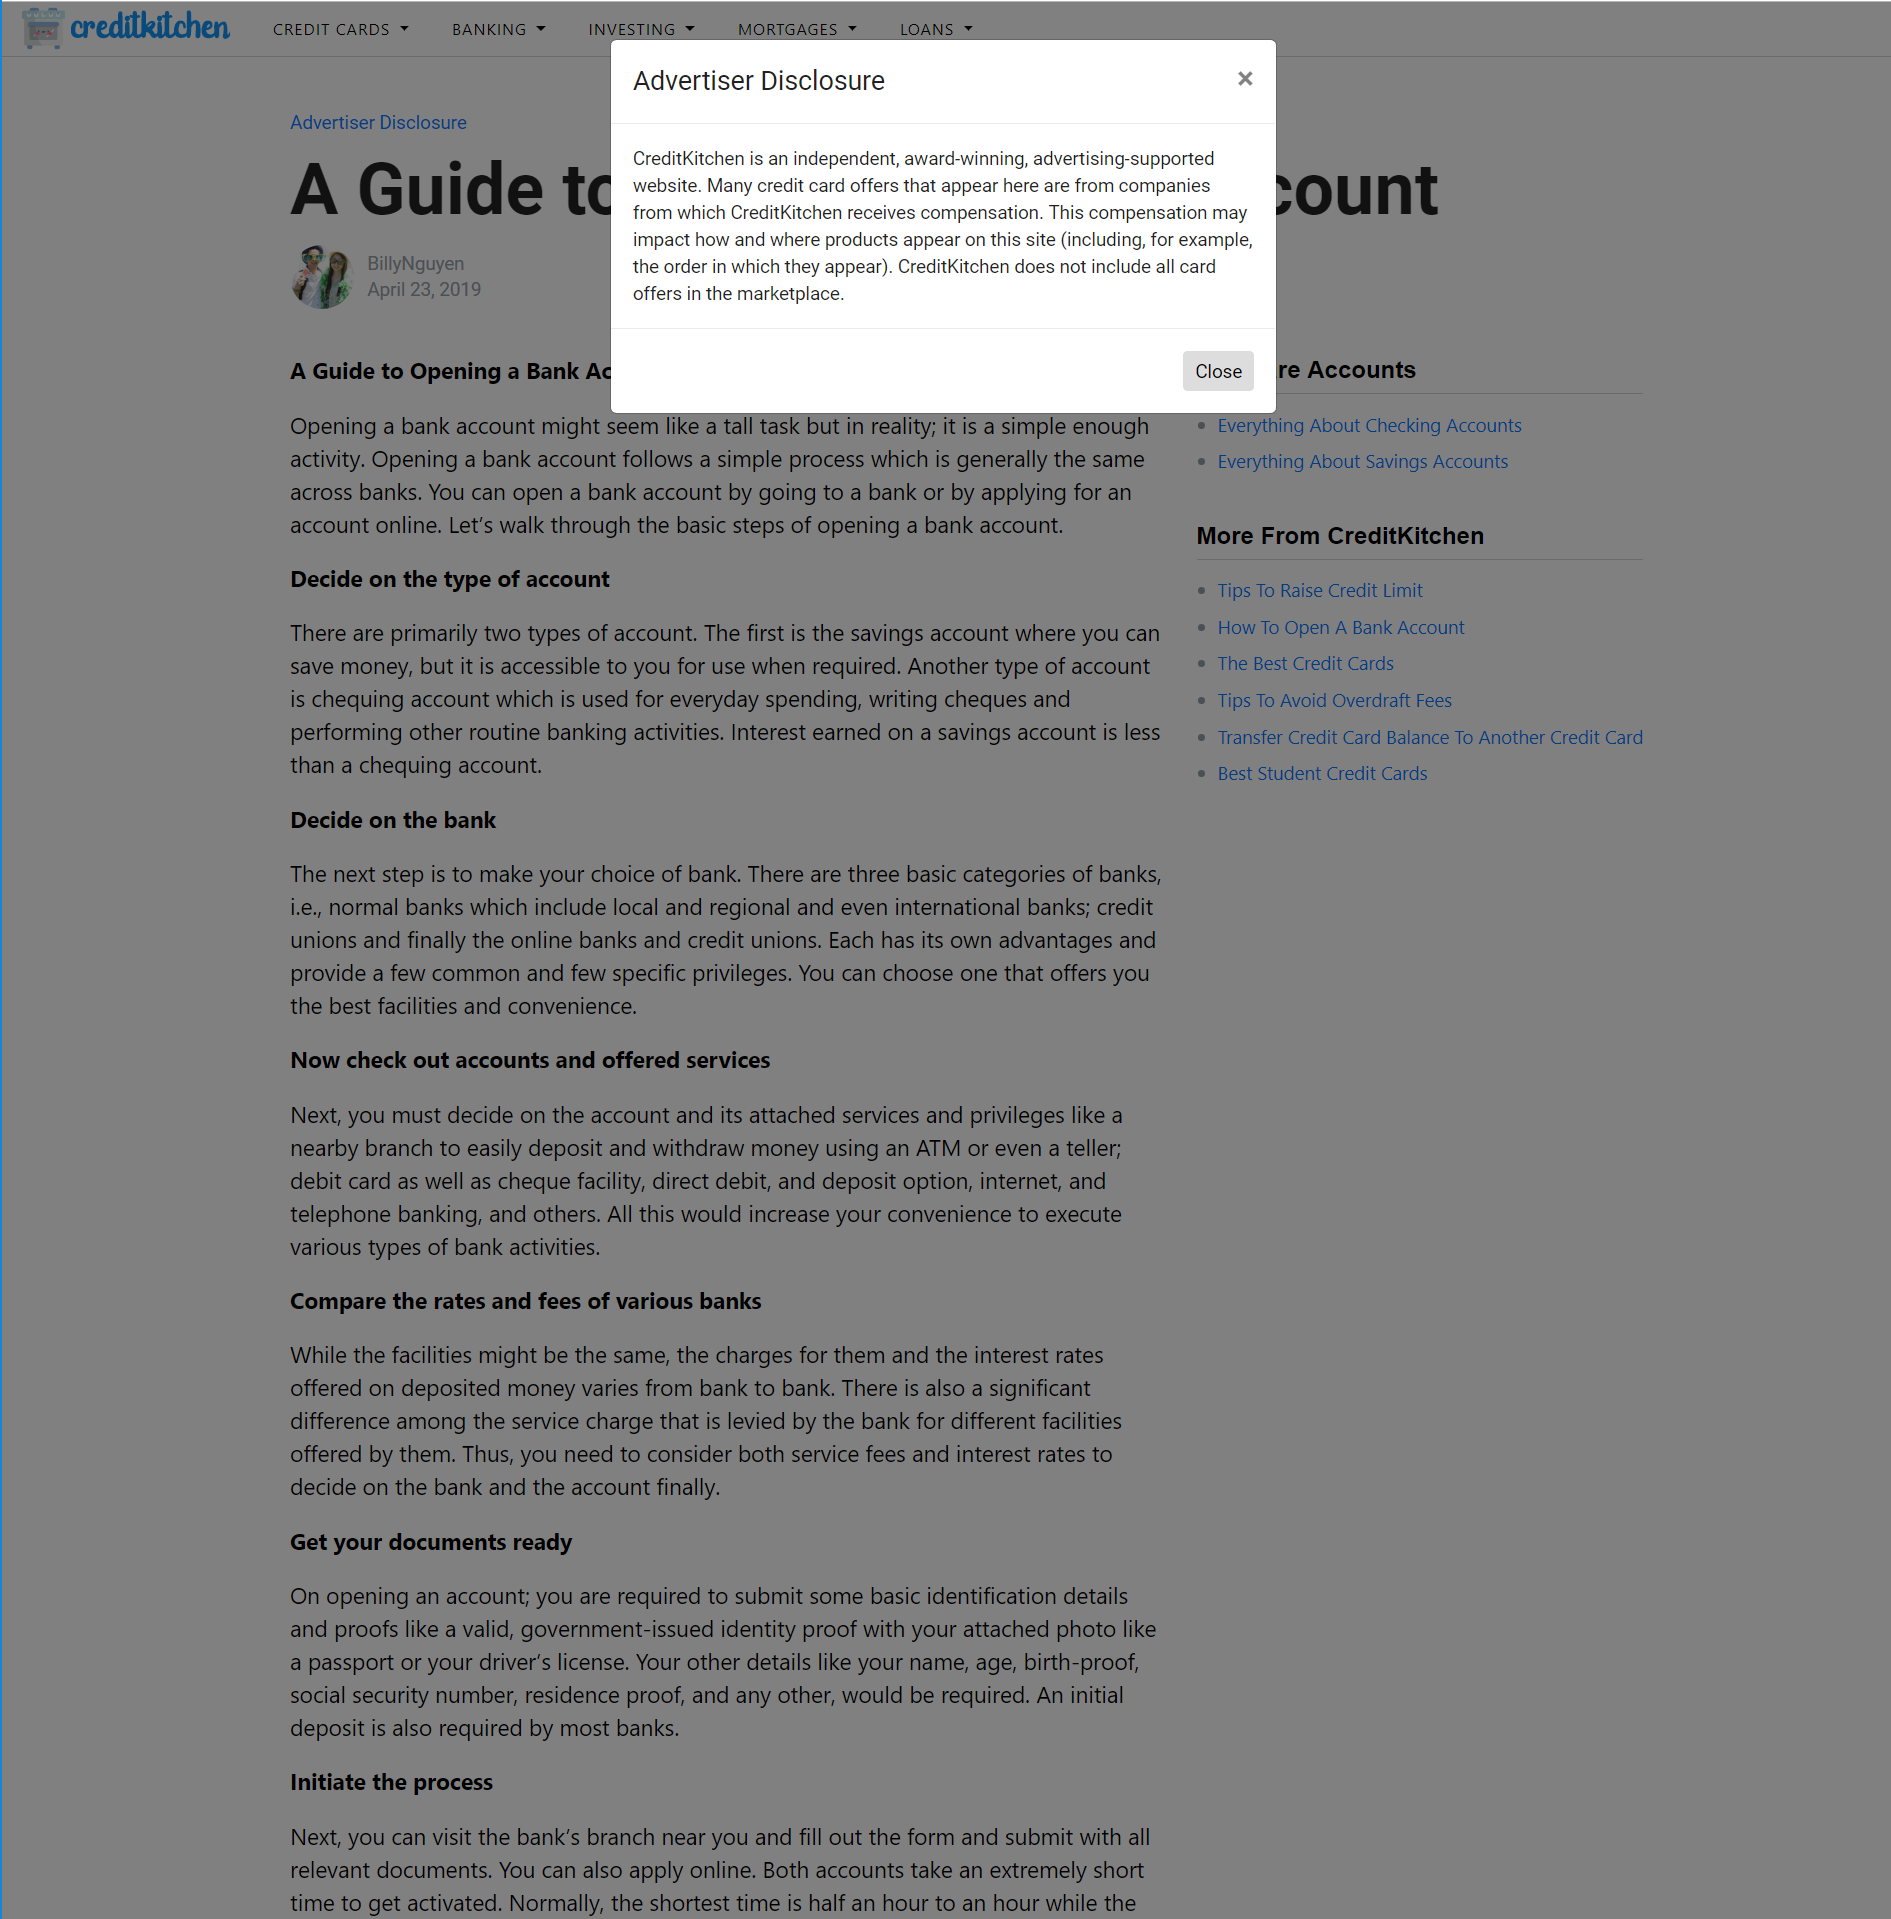 creditkitchen
CREDIT CARDS
BANKING
INVESTING
MORTGAGES
LOANS
Advertiser Disclosure
×
CreditKitchen is an independent, award-winning, advertising-supported
website. Many credit card offers that appear here are from companies
from which CreditKitchen receives compensation. This compensation may
impact how and where products appear on this site (including, for example,
the order in which they appear). CreditKitchen does not include all card
offers in the marketplace.
Close
Advertiser Disclosure
A Guide to
count
BillyNguyen
April 23, 2019
A Guide to Opening a Bank Ac
Opening a bank account might seem like a tall task but in reality; it is a simple enough
activity. Opening a bank account follows a simple process which is generally the same
across banks. You can open a bank account by going to a bank or by applying for an
account online. Let’s walk through the basic steps of opening a bank account.
Decide on the type of account
There are primarily two types of account. The first is the savings account where you can
save money, but it is accessible to you for use when required. Another type of account
is chequing account which is used for everyday spending, writing cheques and
performing other routine banking activities. Interest earned on a savings account is less
than a chequing account.
Decide on the bank
The next step is to make your choice of bank. There are three basic categories of banks,
i.e., normal banks which include local and regional and even international banks; credit
unions and finally the online banks and credit unions. Each has its own advantages and
provide a few common and few specific privileges. You can choose one that offers you
the best facilities and convenience.
Now check out accounts and offered services
Next, you must decide on the account and its attached services and privileges like a
nearby branch to easily deposit and withdraw money using an ATM or even a teller;
debit card as well as cheque facility, direct debit, and deposit option, internet, and
telephone banking, and others. All this would increase your convenience to execute
various types of bank activities.
Compare the rates and fees of various banks
While the facilities might be the same, the charges for them and the interest rates
offered on deposited money varies from bank to bank. There is also a significant
difference among the service charge that is levied by the bank for different facilities
offered by them. Thus, you need to consider both service fees and interest rates to
decide on the bank and the account finally.
Get your documents ready
On opening an account; you are required to submit some basic identification details
and proofs like a valid, government-issued identity proof with your attached photo like
a passport or your driver’s license. Your other details like your name, age, birth-proof,
social security number, residence proof, and any other, would be required. An initial
deposit is also required by most banks.
Initiate the process
Next, you can visit the bank’s branch near you and fill out the form and submit with all
relevant documents. You can also apply online. Both accounts take an extremely short
time to get activated. Normally, the shortest time is half an hour to an hour while the
re Accounts
Everything About Checking Accounts
Everything About Savings Accounts
More From CreditKitchen
Tips To Raise Credit Limit
How To Open A Bank Account
The Best Credit Cards
Tips To Avoid Overdraft Fees
Transfer Credit Card Balance To Another Credit Card
Best Student Credit Cards